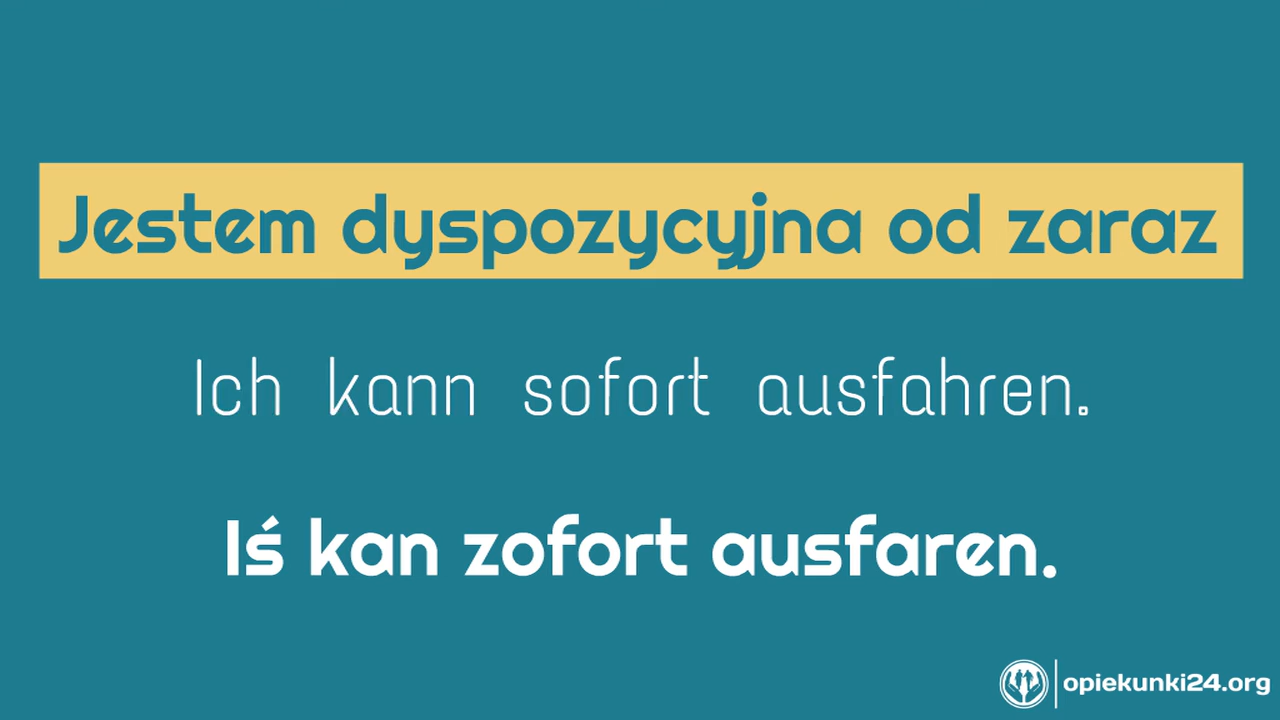 Jestem dyspozycyjna od zaraz
Ich kann sofort ausfahren.
Iś kan zofort ausfaren.
opiekunki24.org